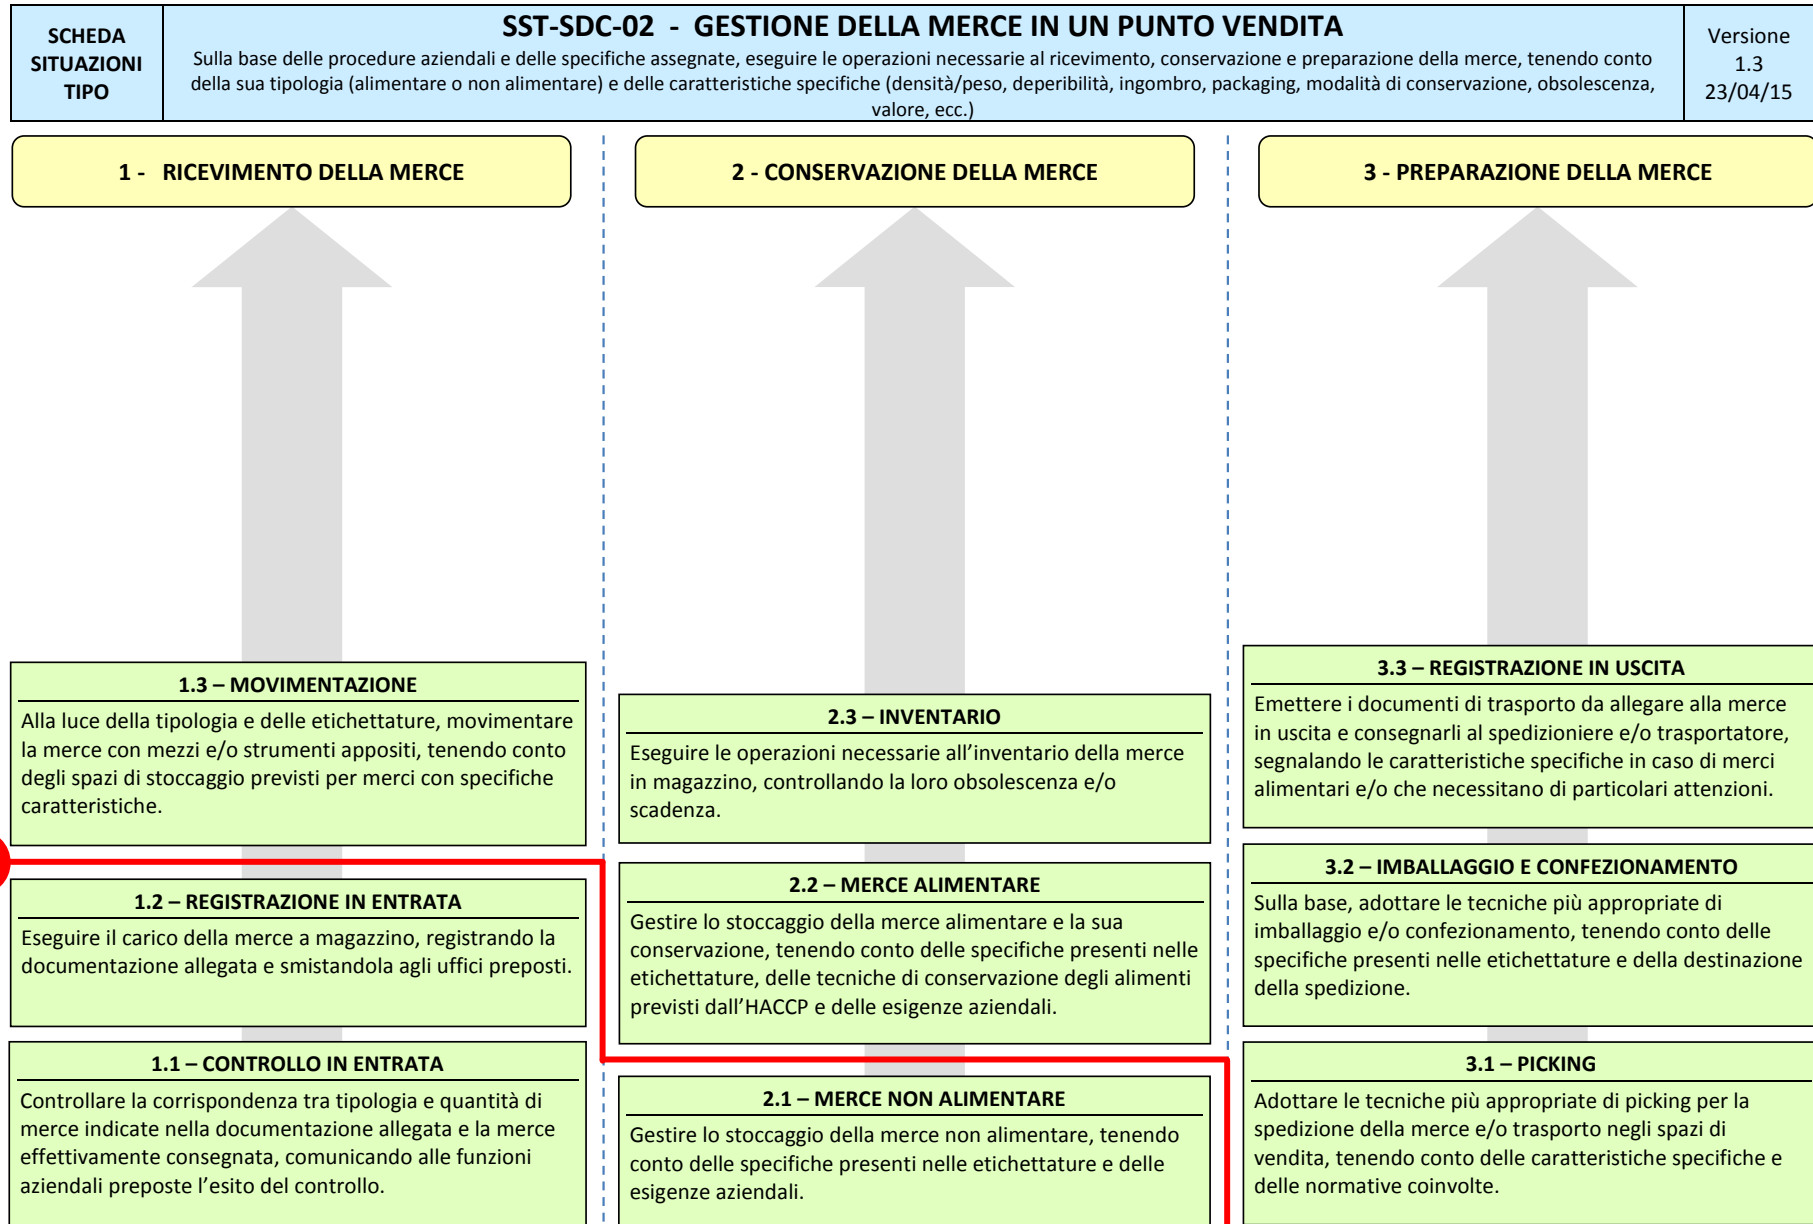 SCHEDA
SITUAZIONI
TIPO
SST-SDC-02 - GESTIONE DELLA MERCE IN UN PUNTO VENDITA
Sulla base delle procedure aziendali e delle specifiche assegnate, eseguire le operazioni necessarie al ricevimento, conservazione e preparazione della merce, tenendo conto
della sua tipologia (alimentare o non alimentare) e delle caratteristiche specifiche (densità/peso, deperibilità, ingombro, packaging, modalità di conservazione, obsolescenza,
valore, ecc.)
Versione
1.3
23/04/15
1 - RICEVIMENTO DELLA MERCE
2 - CONSERVAZIONE DELLA MERCE
3 - PREPARAZIONE DELLA MERCE
1.3 – MOVIMENTAZIONE
Alla luce della tipologia e delle etichettature, movimentare
la merce con mezzi e/o strumenti appositi, tenendo conto
degli spazi di stoccaggio previsti per merci con specifiche
caratteristiche.
1.2 – REGISTRAZIONE IN ENTRATA
Eseguire il carico della merce a magazzino, registrando la
documentazione allegata e smistandola agli uffici preposti.
1.1 – CONTROLLO IN ENTRATA
Controllare la corrispondenza tra tipologia e quantità di
merce indicate nella documentazione allegata e la merce
effettivamente consegnata, comunicando alle funzioni
aziendali preposte l'esito del controllo.
2.3 – INVENTARIO
Eseguire le operazioni necessarie all'inventario della merce
in magazzino, controllando la loro obsolescenza e/o
scadenza.
2.2 – MERCE ALIMENTARE
Gestire lo stoccaggio della merce alimentare e la sua
conservazione, tenendo conto delle specifiche presenti nelle
etichettature, delle tecniche di conservazione degli alimenti
previsti dall'HACCP e delle esigenze aziendali.
2.1 – MERCE NON ALIMENTARE
Gestire lo stoccaggio della merce non alimentare, tenendo
conto delle specifiche presenti nelle etichettature e delle
esigenze aziendali.
3.3 – REGISTRAZIONE IN USCITA
Emettere i documenti di trasporto da allegare alla merce
in uscita e consegnarli al spedizioniere e/o trasportatore,
segnalando le caratteristiche specifiche in caso di merci
alimentari e/o che necessitano di particolari attenzioni.
3.2 – IMBALLAGGIO E CONFEZIONAMENTO
Sulla base, adottare le tecniche più appropriate di
imballaggio e/o confezionamento, tenendo conto delle
specifiche presenti nelle etichettature e della destinazione
della spedizione.
3.1 – PICKING
Adottare le tecniche più appropriate di picking per la
spedizione della merce e/o trasporto negli spazi di
vendita, tenendo conto delle caratteristiche specifiche e
delle normative coinvolte.